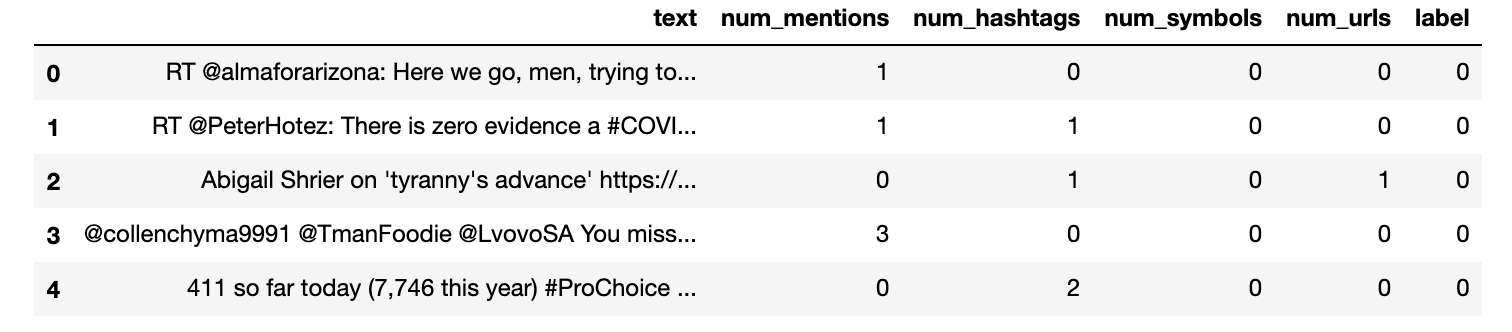 text num_mentions num_hashtags num_symbols num_urls label
0 RT @almaforarizona: Here we go, men, trying to... 1 0 0 0 0
1 RT @PeterHotez: There is zero evidence a #COVI... 1 1 0 0 0
2 Abigail Shrier on 'tyranny's advance' https://... 0 1 0 1 0
3 @collenchyma9991 @TmanFoodie @LvovoSA You miss... 3 0 0 0 0
4 411 so far today (7,746 this year) #ProChoice ... 0 2 0 0 0